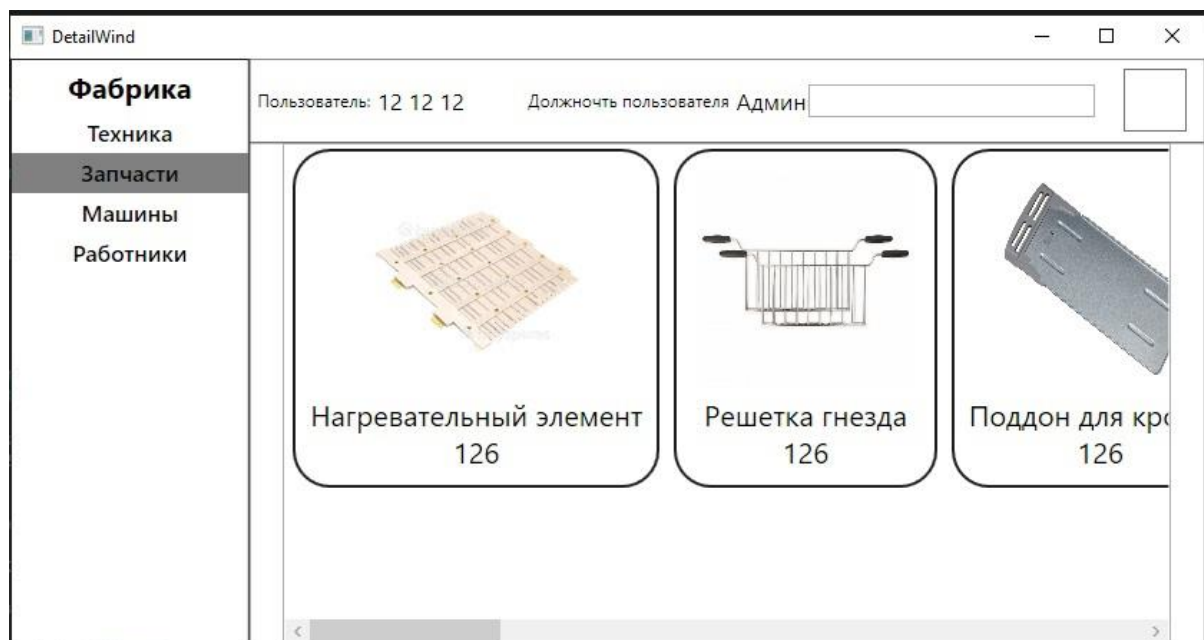 DetailWind
Фабрика
Техника
Запчасти
Машины
Работники
Пользователь: 12 12 12 Должночть пользователя Админ
Нагревательный элемент
126
Решетка гнезда
126
Поддон для
126